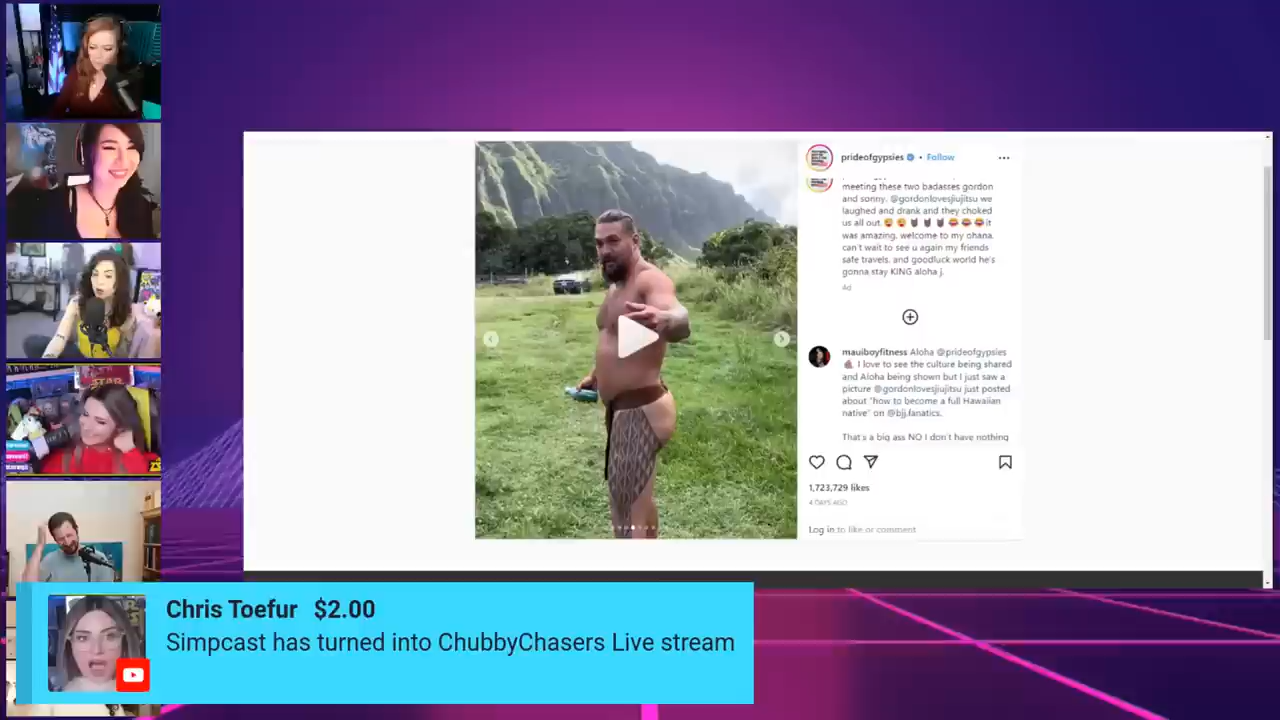 prideofgypsies • Follow
meeting these two badasses gordon
and sonny. @gordonlovesjiujitsu we
laughed and drank and they choked
us all out. it
was amazing. welcome to my ohana.
can't wait to see u again my friends
safe travels. and goodluck world he's
gonna stay KING aloha j.
4d
mauiboyfitness Aloha @prideofgypsies
I love to see the culture being shared
and Aloha being shown but I just saw a
picture @gordonlovesjiujitsu just posted
about "how to become a full Hawaiian
native" on @bjj.fanatics.
That's a big ass NO I don't have nothing
1,723,729 likes
4 DAYS AGO
Log in to like or comment
STAR
Chris Toefur $2.00
Simpcast has turned into ChubbyChasers Live stream